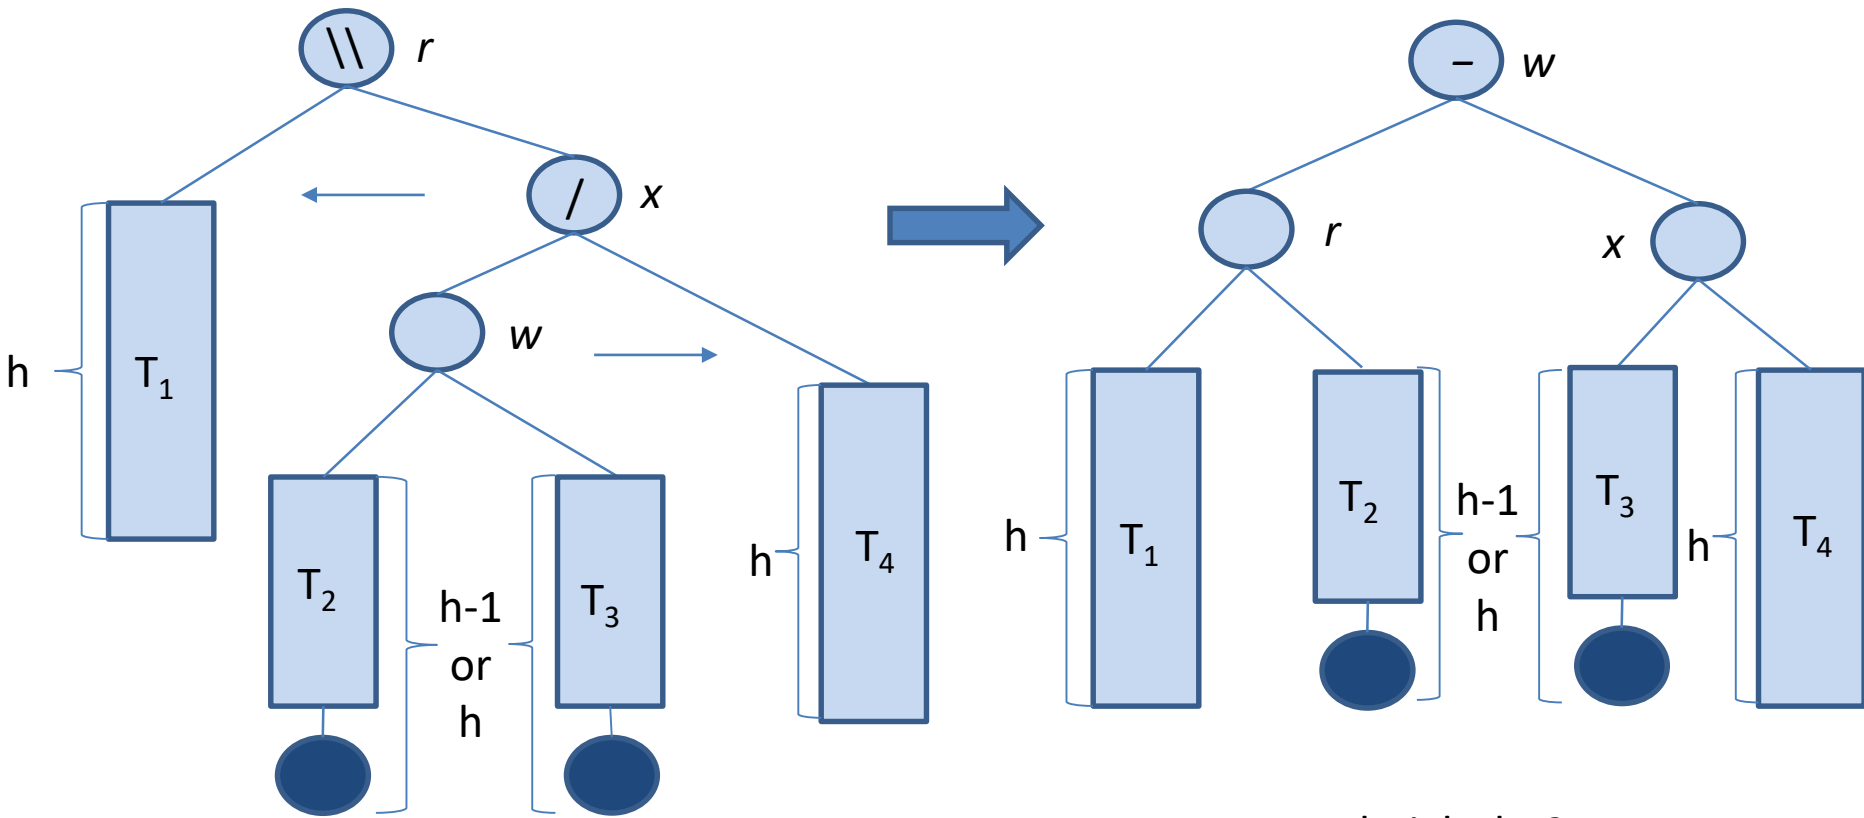 \\ r
/ x
w
h
T1
T2
h-1
or
h
T3
h
T4
– w
r
x
h
T1
T2
h-1
or
h
T3
h
T4